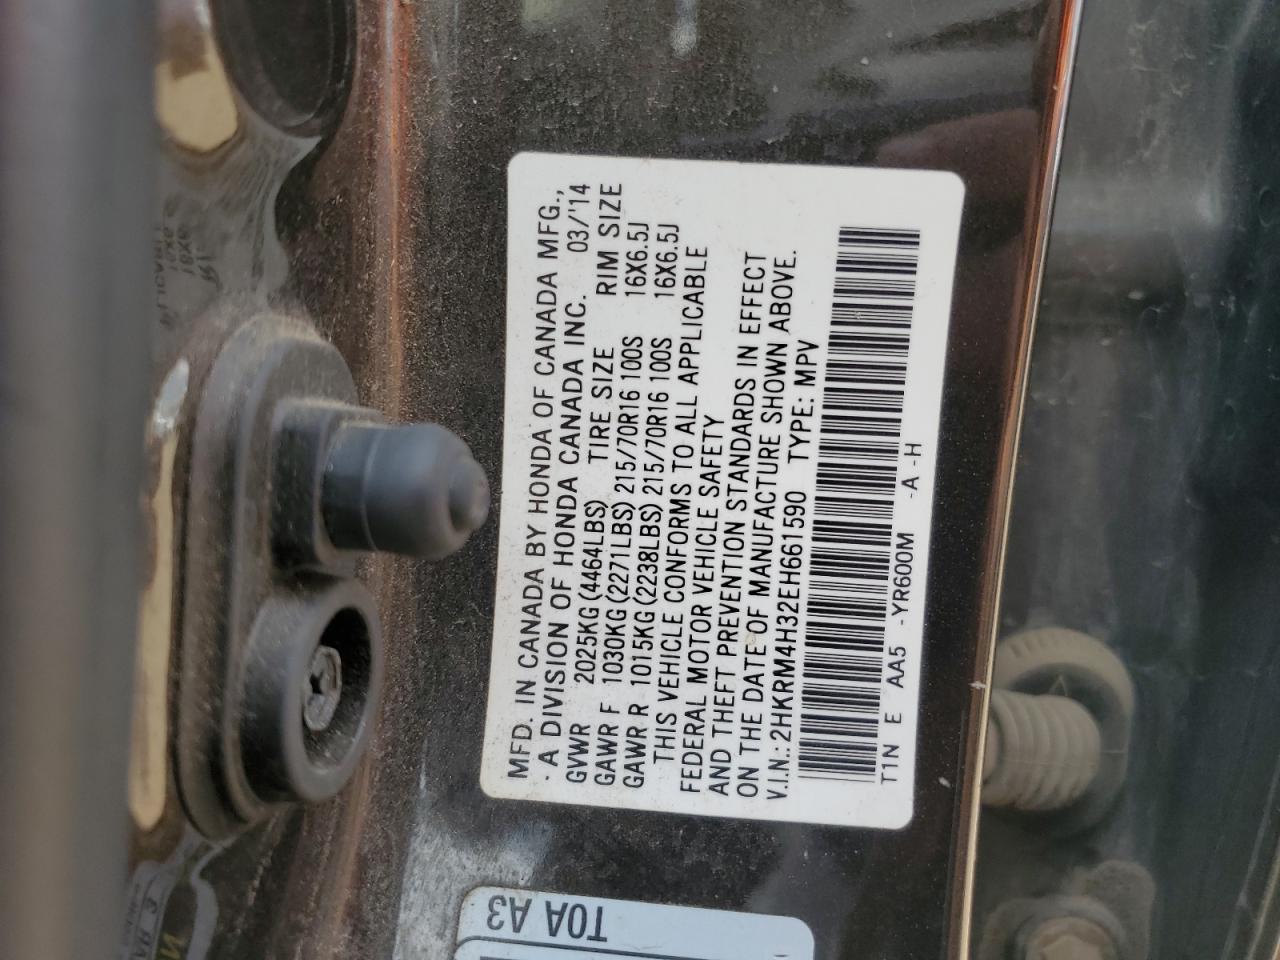 MFD. IN CANADA BY HONDA OF CANADA MFG.,
- A DIVISION OF HONDA CANADA INC. 03/'14
GVWR 2025KG (4464LBS) TIRE SIZE RIM SIZE
GAWR F 1030KG (2271LBS) 215/70R16 100S 16X6.5J
GAWR R 1015KG (2238LBS) 215/70R16 100S 16X6.5J
THIS VEHICLE CONFORMS TO ALL APPLICABLE
FEDERAL MOTOR VEHICLE SAFETY
AND THEFT PREVENTION STANDARDS IN EFFECT
ON THE DATE OF MANUFACTURE SHOWN ABOVE.
V.I.N.: 2HKRM4H32EH661590 TYPE: MPV
T1N E AA5 -YR600M -A -H
T0A A3